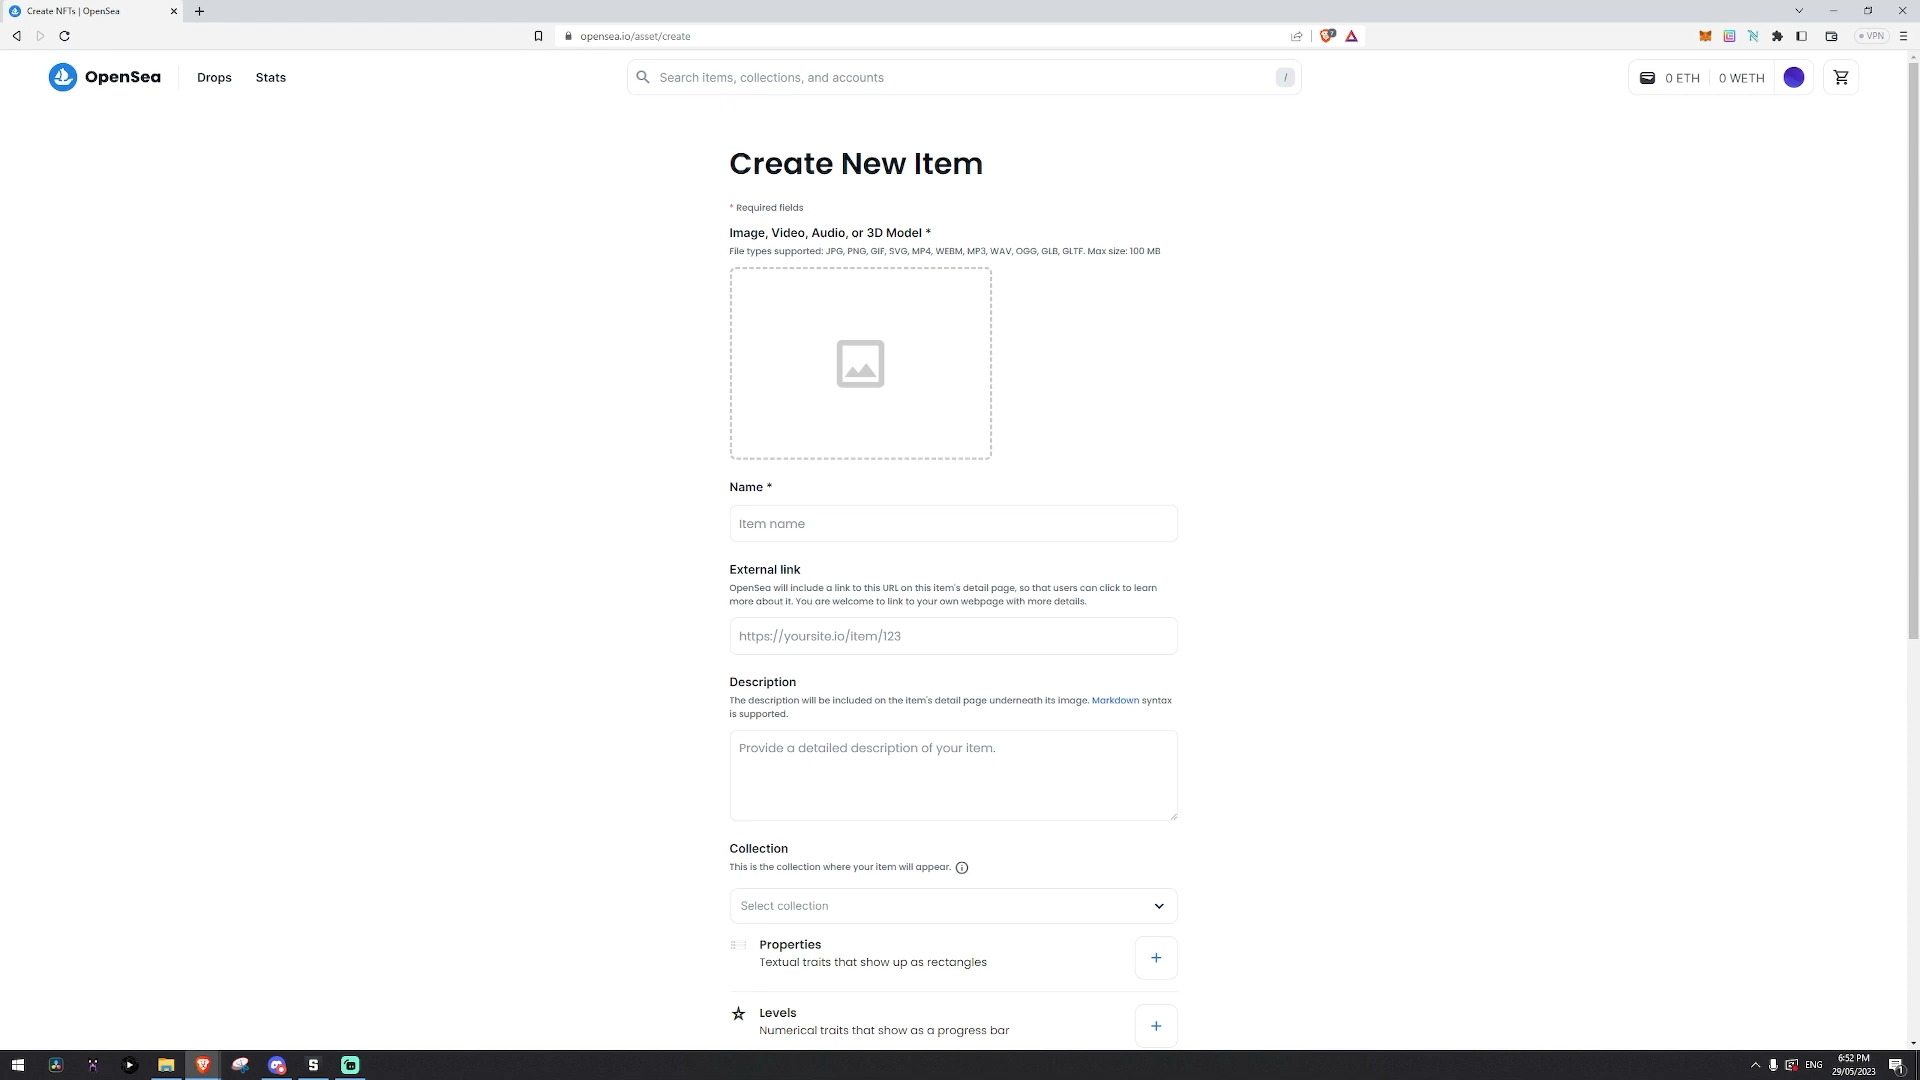 Create NFTs | OpenSea
opensea.io/asset/create
7
VPN
OpenSea
Drops
Stats
Search items, collections, and accounts
/
0 ETH
0 WETH
Create New Item
* Required fields
Image, Video, Audio, or 3D Model *
File types supported: JPG, PNG, GIF, SVG, MP4, WEBM, MP3, WAV, OGG, GLB, GLTF. Max size: 100 MB
Name *
Item name
External link
OpenSea will include a link to this URL on this item's detail page, so that users can click to learn
more about it. You are welcome to link to your own webpage with more details.
https://yoursite.io/item/123
Description
The description will be included on the item's detail page underneath its image. Markdown syntax
is supported.
Provide a detailed description of your item.
Collection
This is the collection where your item will appear.
Select collection
Properties
Textual traits that show up as rectangles
Levels
Numerical traits that show as a progress bar
ENG
6:52 PM
29/05/2023
1